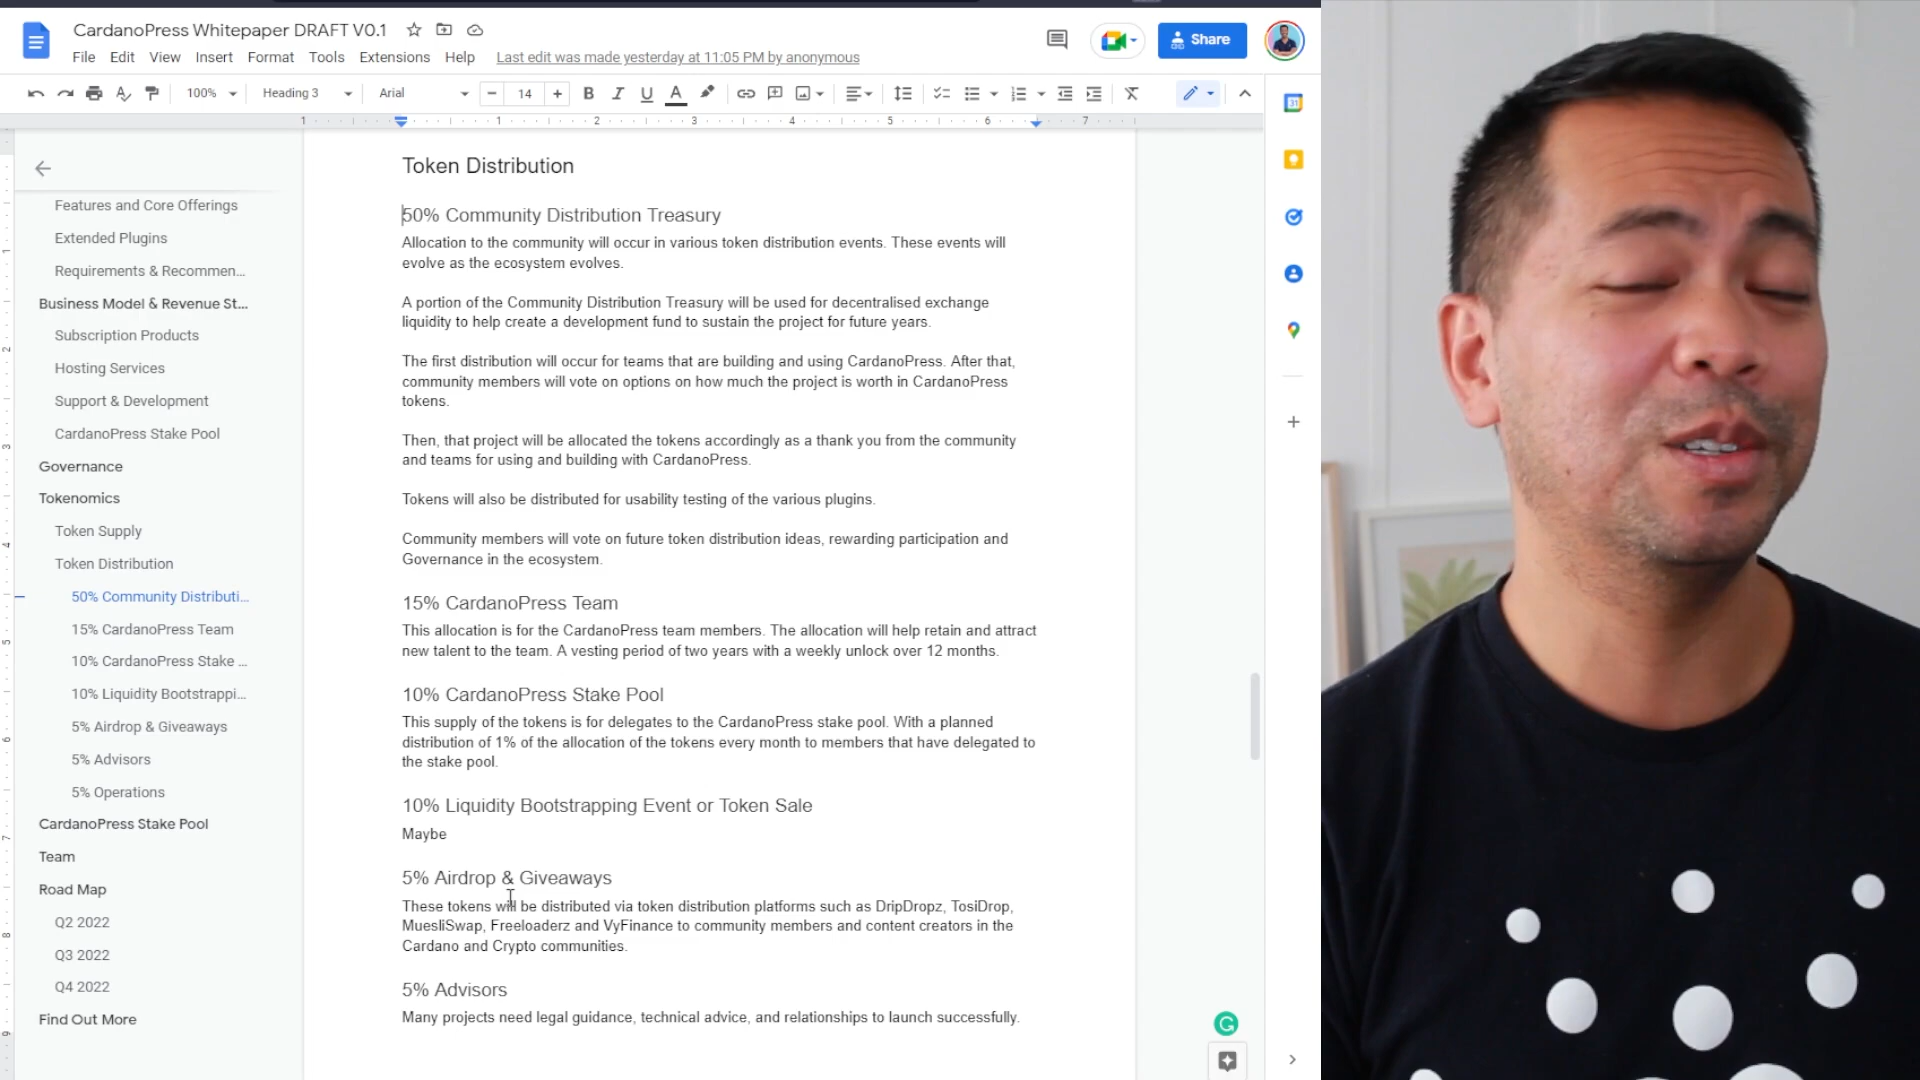 CardanoPress Whitepaper DRAFT V0.1
File Edit View Insert Format Tools Extensions Help Last edit was made yesterday at 11:05 PM by anonymous
Share
100% Heading 3 Arial 14
1 1 2 3 4 5 6 7
Features and Core Offerings
Extended Plugins
Requirements & Recommen...
Business Model & Revenue St...
Subscription Products
Hosting Services
Support & Development
CardanoPress Stake Pool
Governance
Tokenomics
Token Supply
Token Distribution
50% Community Distributi...
15% CardanoPress Team
10% CardanoPress Stake ...
10% Liquidity Bootstrappi...
5% Airdrop & Giveaways
5% Advisors
5% Operations
CardanoPress Stake Pool
Team
Road Map
Q2 2022
Q3 2022
Q4 2022
Find Out More
Token Distribution
50% Community Distribution Treasury
Allocation to the community will occur in various token distribution events. These events will
evolve as the ecosystem evolves.
A portion of the Community Distribution Treasury will be used for decentralised exchange
liquidity to help create a development fund to sustain the project for future years.
The first distribution will occur for teams that are building and using CardanoPress. After that,
community members will vote on options on how much the project is worth in CardanoPress
tokens.
Then, that project will be allocated the tokens accordingly as a thank you from the community
and teams for using and building with CardanoPress.
Tokens will also be distributed for usability testing of the various plugins.
Community members will vote on future token distribution ideas, rewarding participation and
Governance in the ecosystem.
15% CardanoPress Team
This allocation is for the CardanoPress team members. The allocation will help retain and attract
new talent to the team. A vesting period of two years with a weekly unlock over 12 months.
10% CardanoPress Stake Pool
This supply of the tokens is for delegates to the CardanoPress stake pool. With a planned
distribution of 1% of the allocation of the tokens every month to members that have delegated to
the stake pool.
10% Liquidity Bootstrapping Event or Token Sale
Maybe
5% Airdrop & Giveaways
These tokens will be distributed via token distribution platforms such as DripDropz, TosiDrop,
MuesliSwap, Freeloaderz and VyFinance to community members and content creators in the
Cardano and Crypto communities.
5% Advisors
Many projects need legal guidance, technical advice, and relationships to launch successfully.